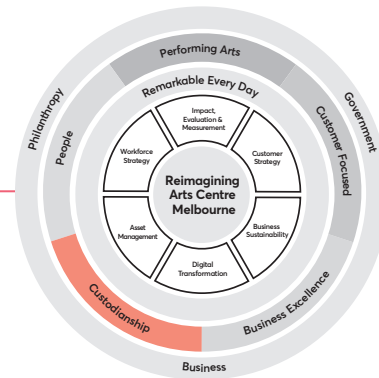 Performing Arts
Philanthropy
Government
Remarkable Every Day
People
Customer Focused
Impact,
Evaluation &
Measurement
Workforce
Strategy
Customer
Strategy
Reimagining
Arts Centre
Melbourne
Asset
Management
Business
Sustainability
Digital
Transformation
Custodianship
Business Excellence
Business